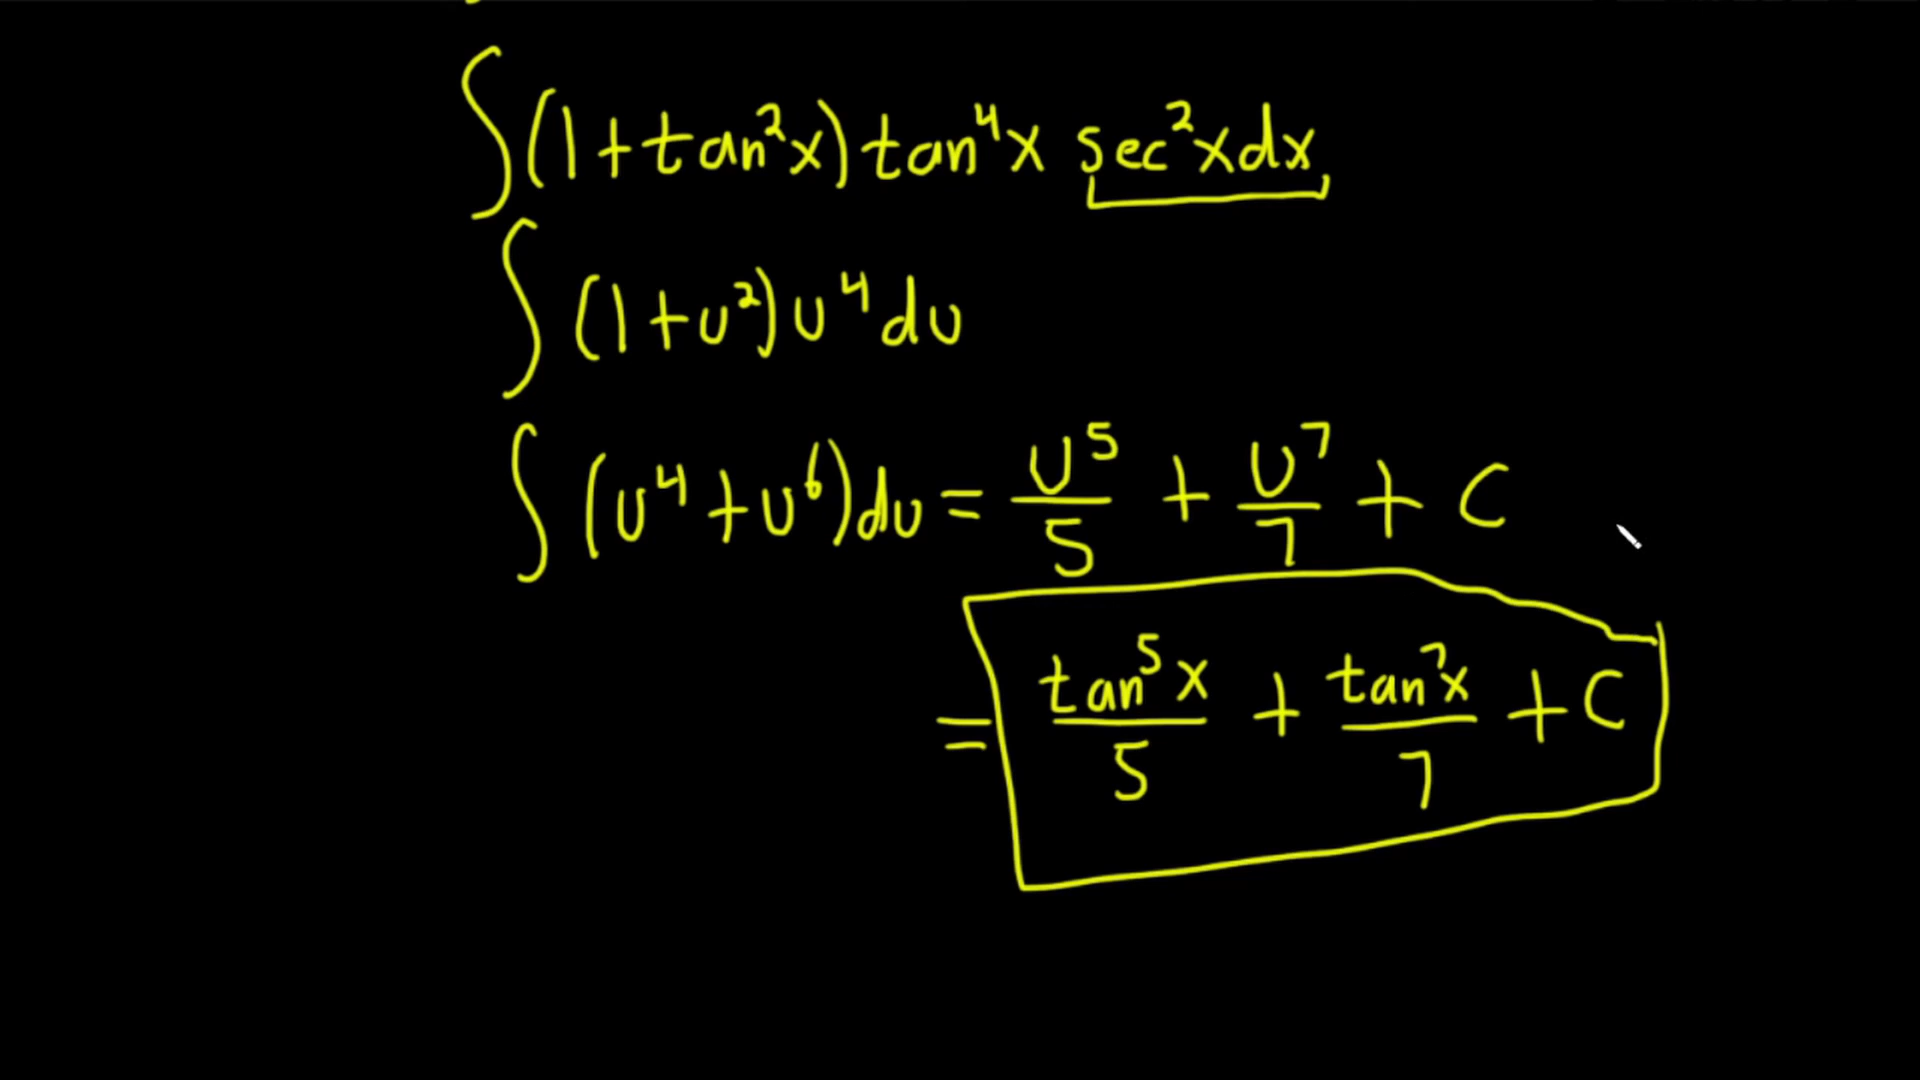 ∫(1+tan²x)tan⁴x sec²xdx
∫(1+u²)u⁴du
∫(u⁴+u⁶)du = u⁵/5 + u⁷/7 + C
= tan⁵x/5 + tan⁷x/7 + C